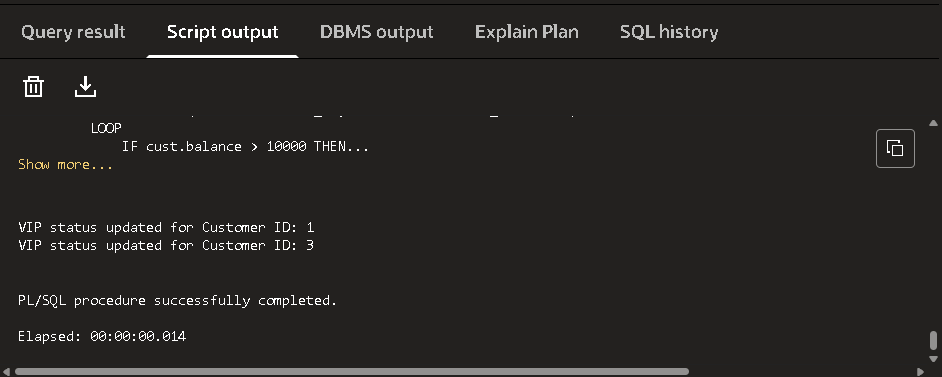 Query result
Script output
DBMS output
Explain Plan
SQL history
LOOP
IF cust.balance > 10000 THEN...
Show more...
VIP status updated for Customer ID: 1
VIP status updated for Customer ID: 3
PL/SQL procedure successfully completed.
Elapsed: 00:00:00.014